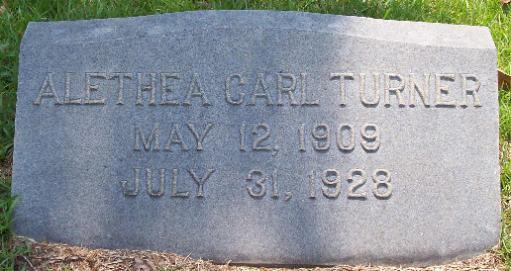 ALETHEA CARL TURNER
MAY 12, 1909
JULY 31, 1928